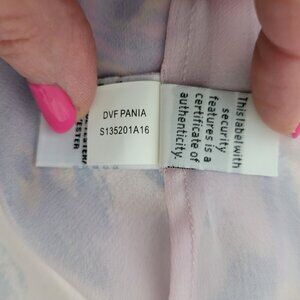 DVF PANIA
S135201A16
This label with
security
features is a
certificate of
authenticity.